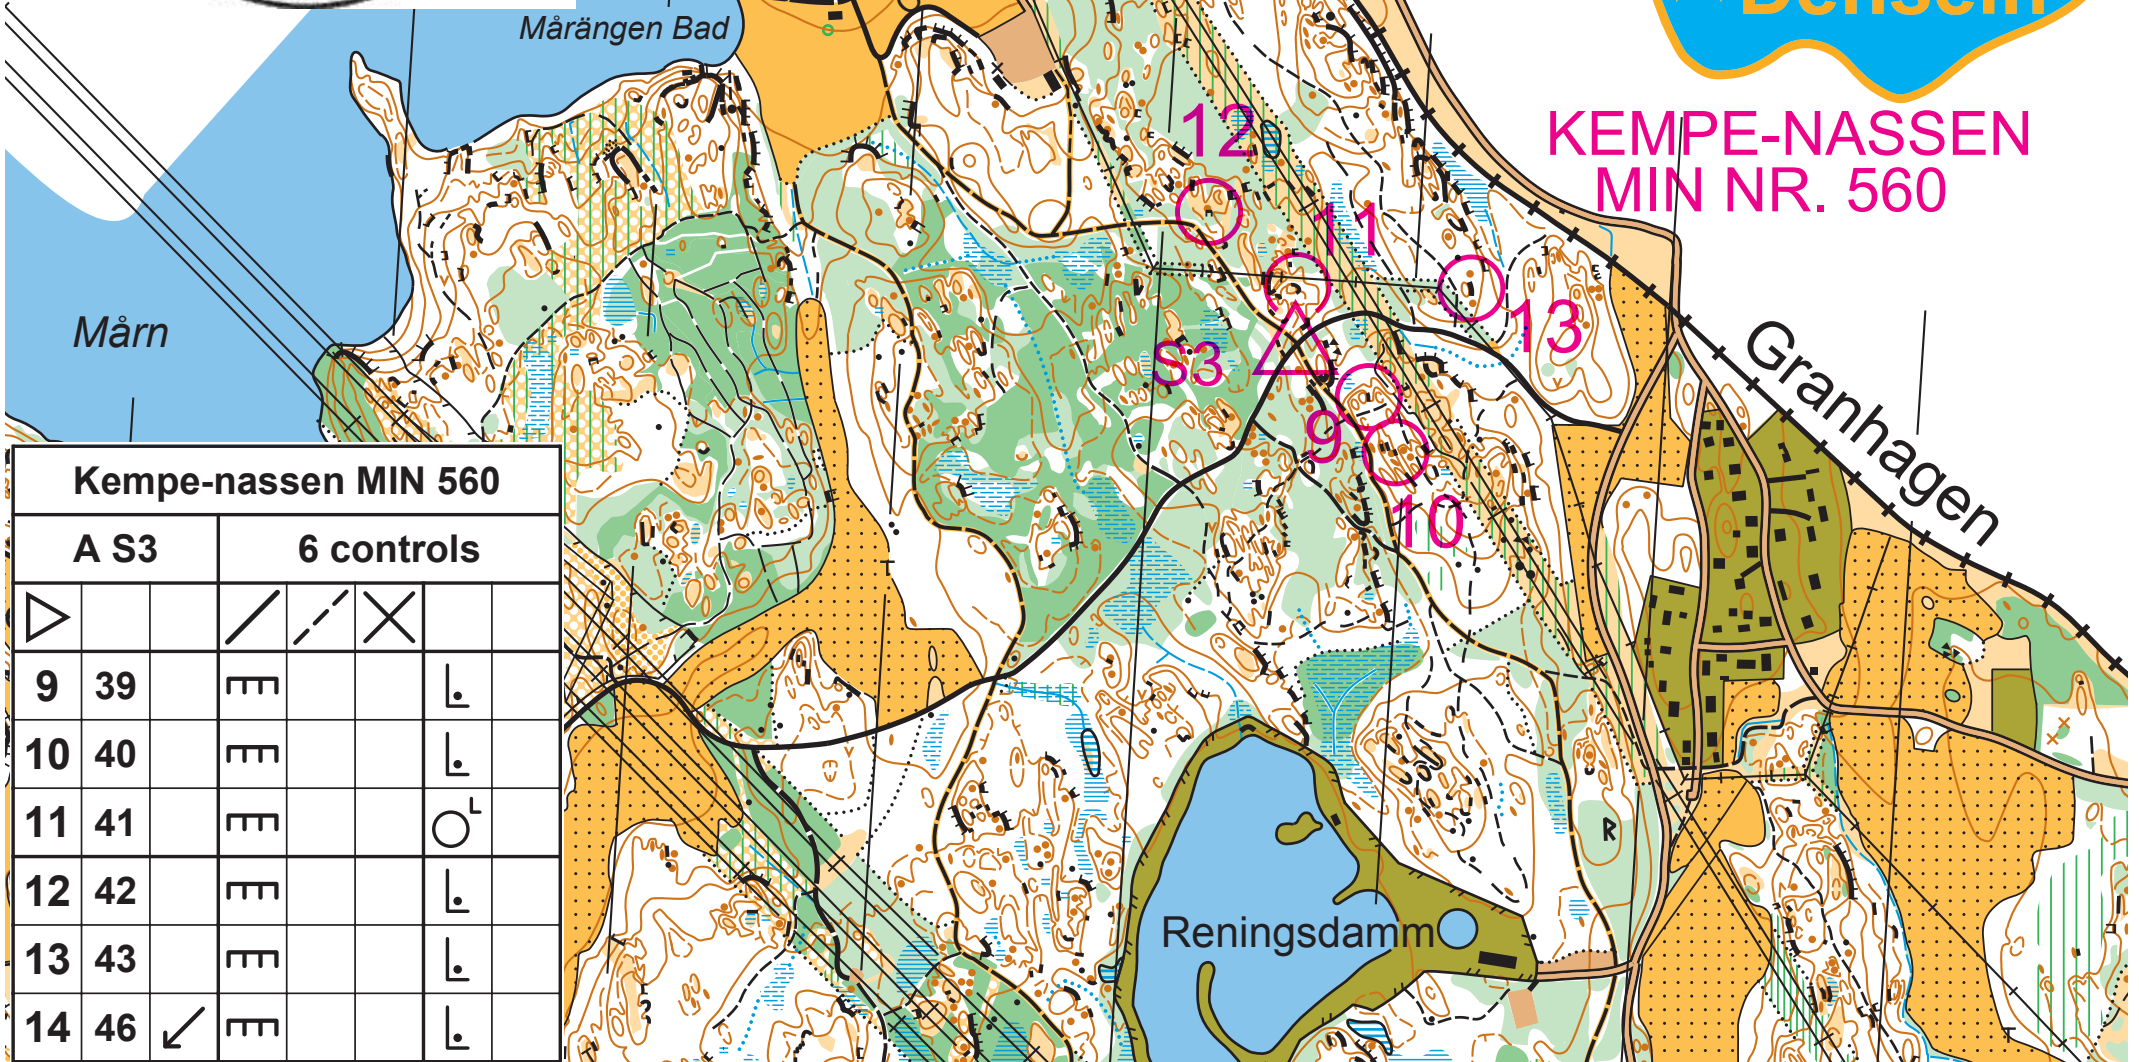 Mårängen Bad
Denseln
KEMPE-NASSEN
MIN NR. 560
12
11
13
S3
9
10
Mårn
Granhagen
Reningsdamm
Kempe-nassen MIN 560
A S3 6 controls
9 39
10 40
11 41
12 42
13 43
14 46